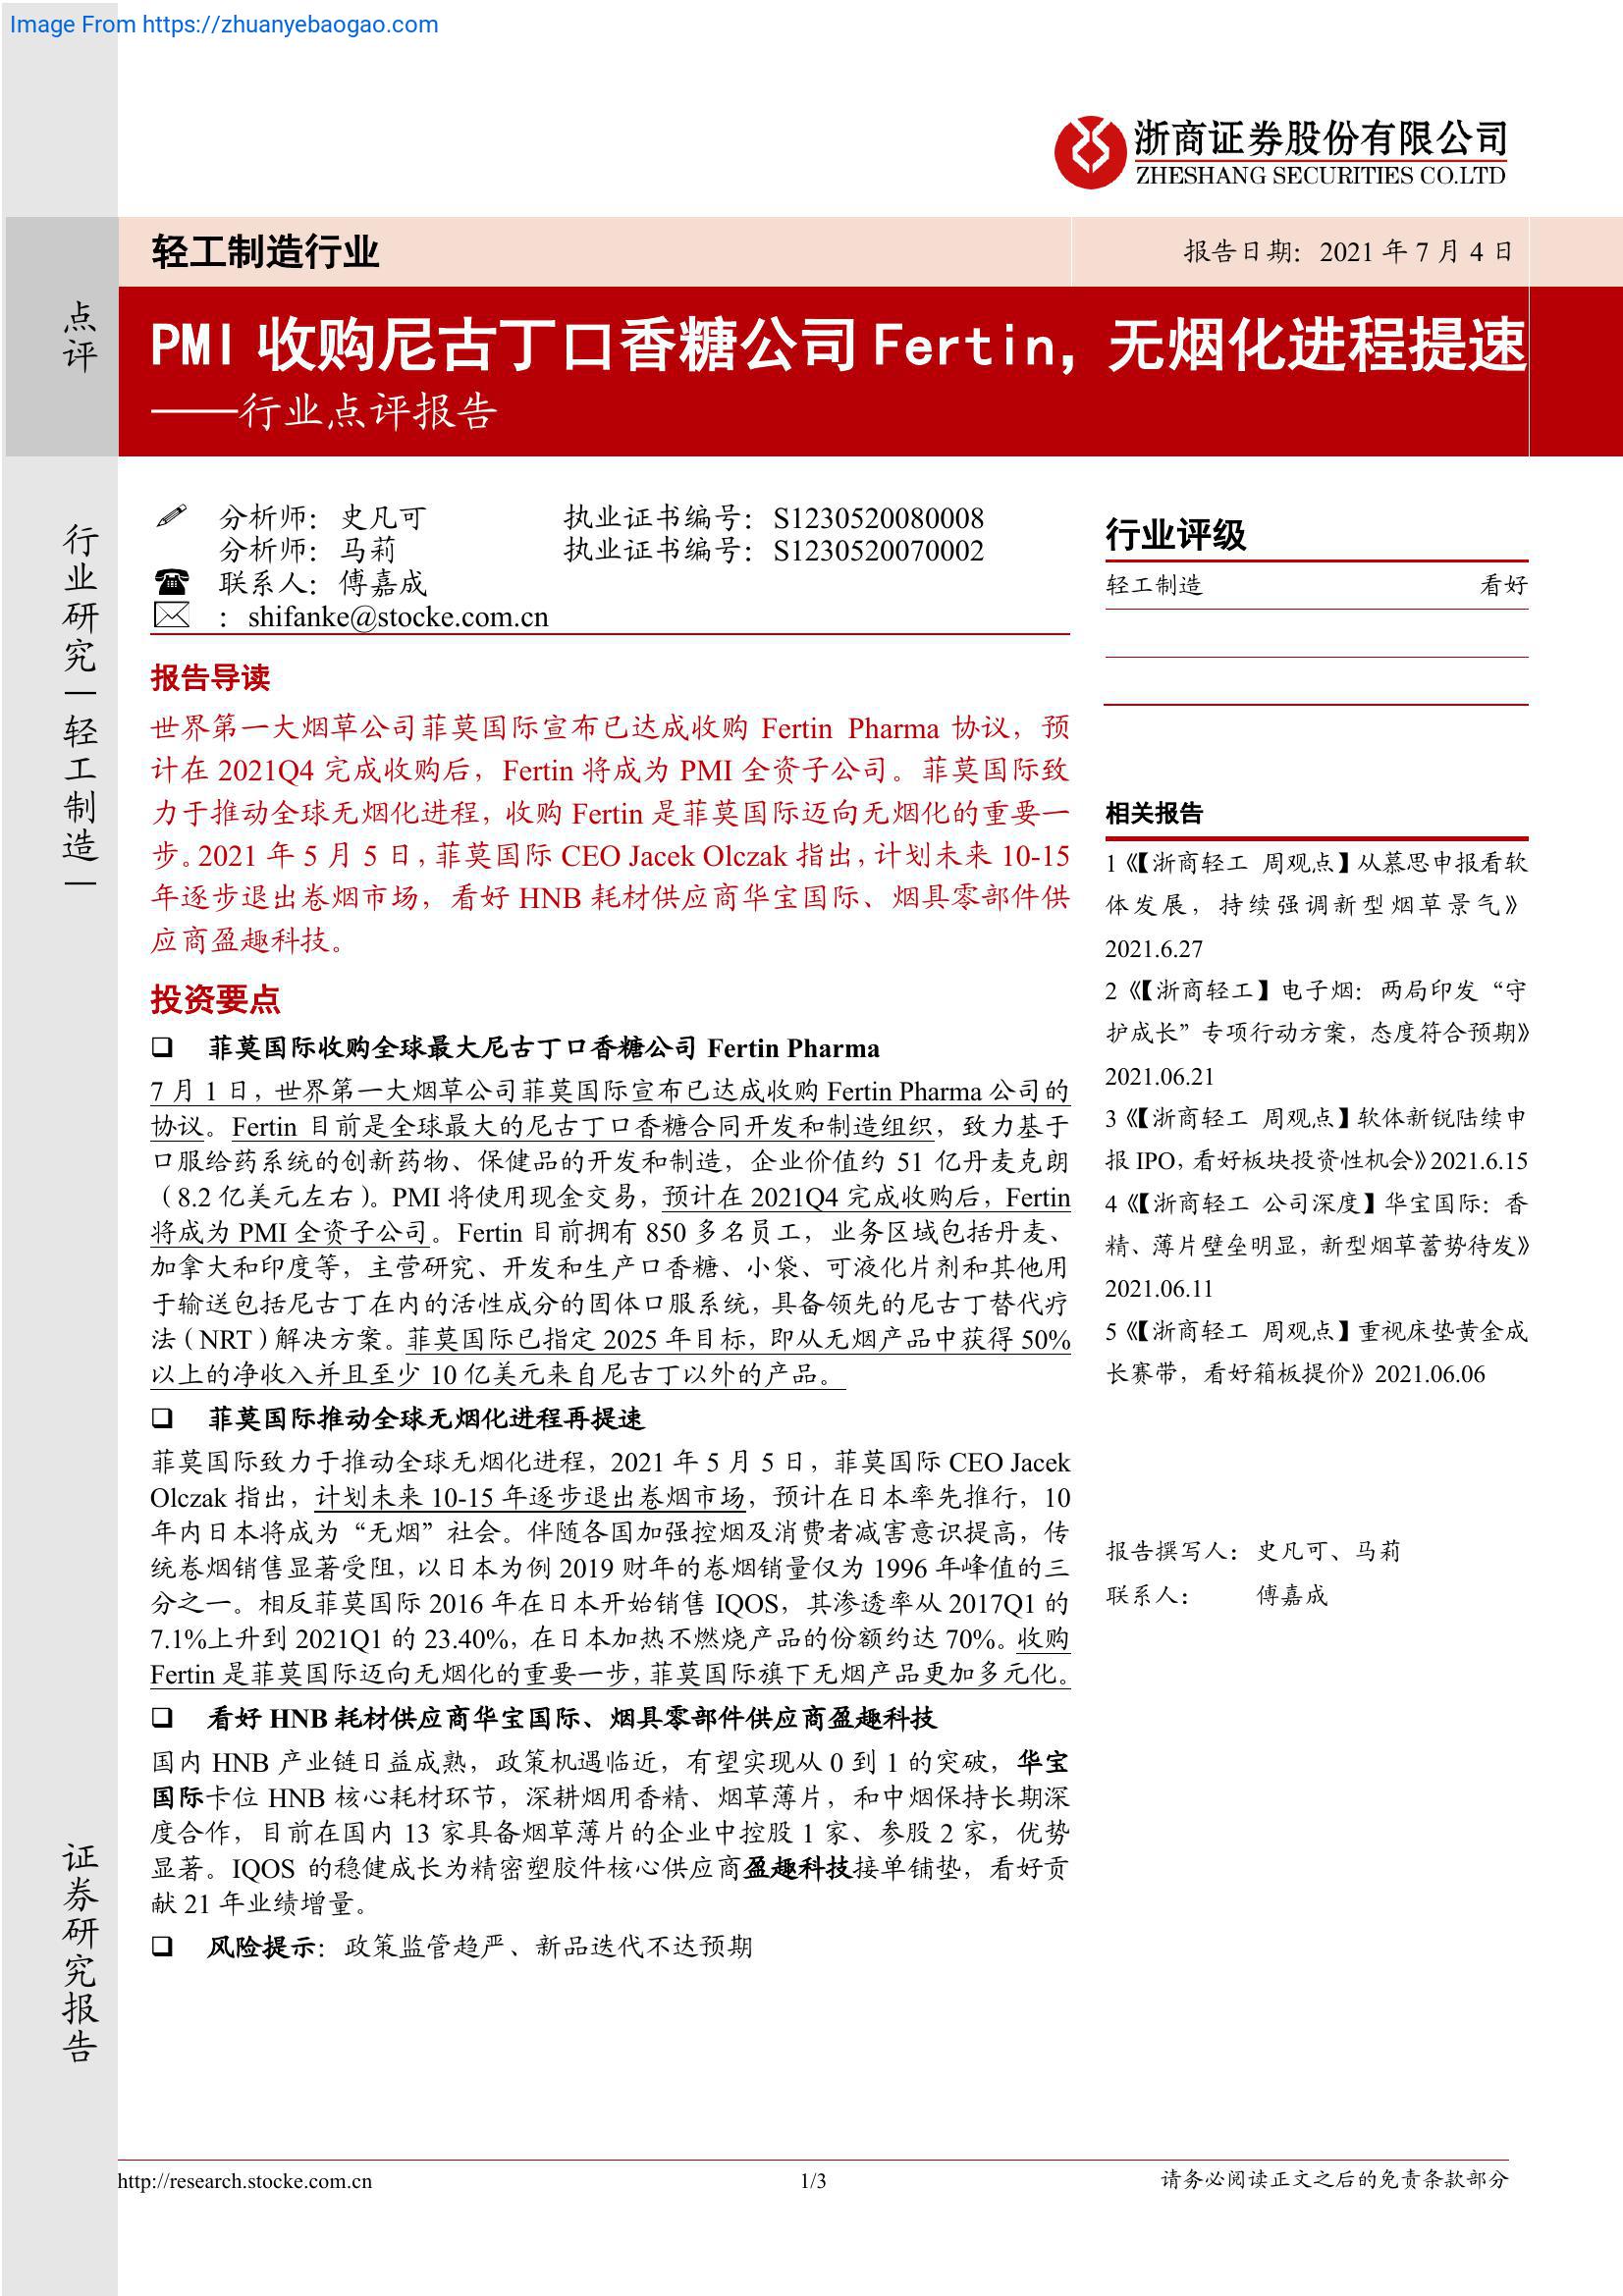 Image From https://zhuanyebaogao.com
浙商证券股份有限公司
ZHESHANG SECURITIES CO.LTD
轻工制造行业
报告日期：2021 年 7 月 4 日
点评
PMI 收购尼古丁口香糖公司 Fertin，无烟化进程提速
——行业点评报告
行业研究｜轻工制造｜
证券研究报告
分析师：史凡可 执业证书编号：S1230520080008
分析师：马莉 执业证书编号：S1230520070002
联系人：傅嘉成
：shifanke@stocke.com.cn
报告导读
世界第一大烟草公司菲莫国际宣布已达成收购 Fertin Pharma 协议，预
计在 2021Q4 完成收购后，Fertin 将成为 PMI 全资子公司。菲莫国际致
力于推动全球无烟化进程，收购 Fertin 是菲莫国际迈向无烟化的重要一
步。2021 年 5 月 5 日，菲莫国际 CEO Jacek Olczak 指出，计划未来 10-15
年逐步退出卷烟市场，看好 HNB 耗材供应商华宝国际、烟具零部件供
应商盈趣科技。
投资要点
❑ 菲莫国际收购全球最大尼古丁口香糖公司 Fertin Pharma
7 月 1 日，世界第一大烟草公司菲莫国际宣布已达成收购 Fertin Pharma 公司的
协议。Fertin 目前是全球最大的尼古丁口香糖合同开发和制造组织，致力基于
口服给药系统的创新药物、保健品的开发和制造，企业价值约 51 亿丹麦克朗
（8.2 亿美元左右）。PMI 将使用现金交易，预计在 2021Q4 完成收购后，Fertin
将成为 PMI 全资子公司。Fertin 目前拥有 850 多名员工，业务区域包括丹麦、
加拿大和印度等，主营研究、开发和生产口香糖、小袋、可液化片剂和其他用
于输送包括尼古丁在内的活性成分的固体口服系统，具备领先的尼古丁替代疗
法（NRT）解决方案。菲莫国际已指定 2025 年目标，即从无烟产品中获得 50%
以上的净收入并且至少 10 亿美元来自尼古丁以外的产品。
❑ 菲莫国际推动全球无烟化进程再提速
菲莫国际致力于推动全球无烟化进程，2021 年 5 月 5 日，菲莫国际 CEO Jacek
Olczak 指出，计划未来 10-15 年逐步退出卷烟市场，预计在日本率先推行，10
年内日本将成为“无烟”社会。伴随各国加强控烟及消费者减害意识提高，传
统卷烟销售显著受阻，以日本为例 2019 财年的卷烟销量仅为 1996 年峰值的三
分之一。相反菲莫国际 2016 年在日本开始销售 IQOS，其渗透率从 2017Q1 的
7.1%上升到 2021Q1 的 23.40%，在日本加热不燃烧产品的份额约达 70%。收购
Fertin 是菲莫国际迈向无烟化的重要一步，菲莫国际旗下无烟产品更加多元化。
❑ 看好 HNB 耗材供应商华宝国际、烟具零部件供应商盈趣科技
国内 HNB 产业链日益成熟，政策机遇临近，有望实现从 0 到 1 的突破，华宝
国际卡位 HNB 核心耗材环节，深耕烟用香精、烟草薄片，和中烟保持长期深
度合作，目前在国内 13 家具备烟草薄片的企业中控股 1 家、参股 2 家，优势
显著。IQOS 的稳健成长为精密塑胶件核心供应商盈趣科技接单铺垫，看好贡
献 21 年业绩增量。
❑ 风险提示：政策监管趋严、新品迭代不达预期
行业评级
轻工制造 看好
相关报告
1《【浙商轻工 周观点】从慕思申报看软
体发展，持续强调新型烟草景气》
2021.6.27
2《【浙商轻工】电子烟：两局印发“守
护成长”专项行动方案，态度符合预期》
2021.06.21
3《【浙商轻工 周观点】软体新锐陆续申
报 IPO，看好板块投资性机会》2021.6.15
4《【浙商轻工 公司深度】华宝国际：香
精、薄片壁垒明显，新型烟草蓄势待发》
2021.06.11
5《【浙商轻工 周观点】重视床垫黄金成
长赛带，看好箱板提价》2021.06.06
报告撰写人：史凡可、马莉
联系人： 傅嘉成
http://research.stocke.com.cn 1/3 请务必阅读正文之后的免责条款部分